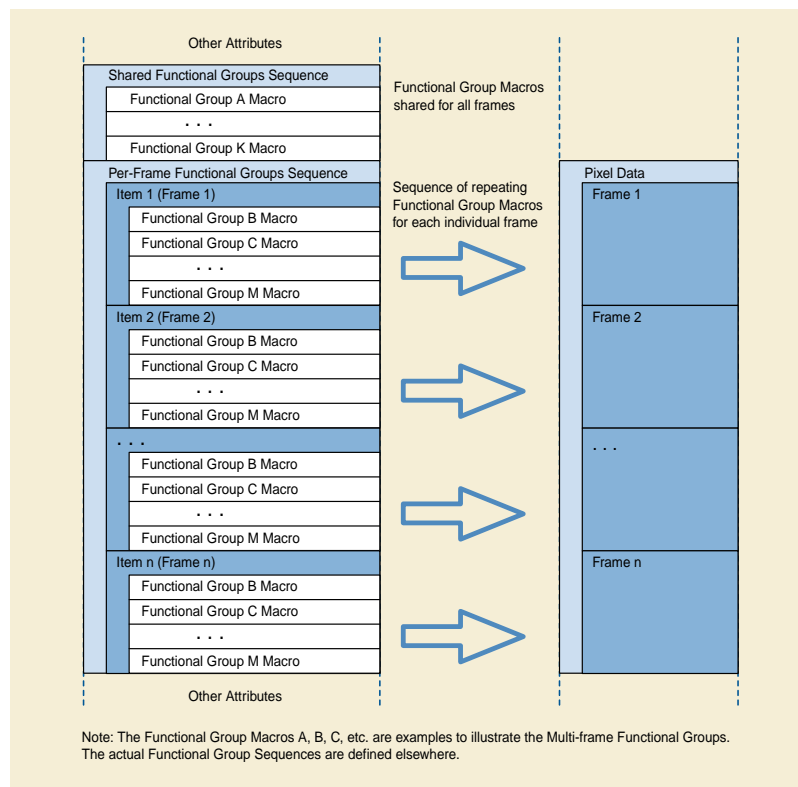 Other Attributes
Shared Functional Groups Sequence
Functional Group A Macro
. . .
Functional Group K Macro
Functional Group Macros
shared for all frames
Per-Frame Functional Groups Sequence
Item 1 (Frame 1)
Functional Group B Macro
Functional Group C Macro
. . .
Functional Group M Macro
Sequence of repeating
Functional Group Macros
for each individual frame
Pixel Data
Frame 1
Item 2 (Frame 2)
Functional Group B Macro
Functional Group C Macro
. . .
Functional Group M Macro
Frame 2
. . .
Functional Group B Macro
Functional Group C Macro
. . .
Functional Group M Macro
. . .
Item n (Frame n)
Functional Group B Macro
Functional Group C Macro
. . .
Functional Group M Macro
Frame n
Other Attributes
Note: The Functional Group Macros A, B, C, etc. are examples to illustrate the Multi-frame Functional Groups.
The actual Functional Group Sequences are defined elsewhere.